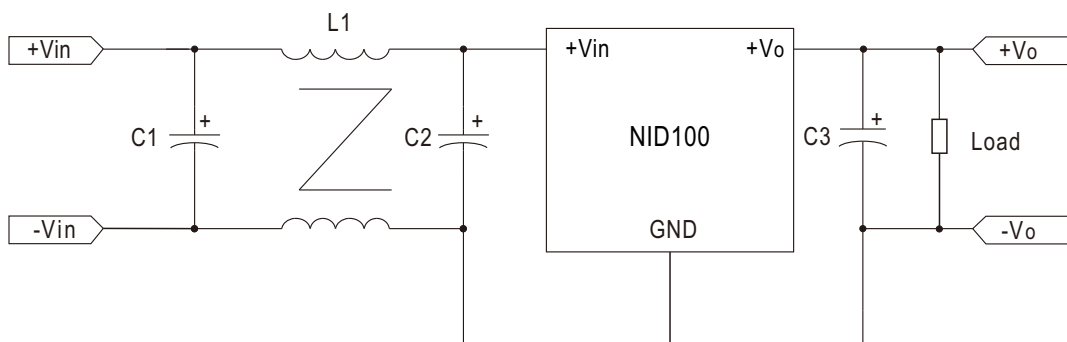 L1
+Vin
+Vin
+Vo
+Vo
C1
+
C2
+
NID100
C3
+
Load
-Vin
GND
-Vo